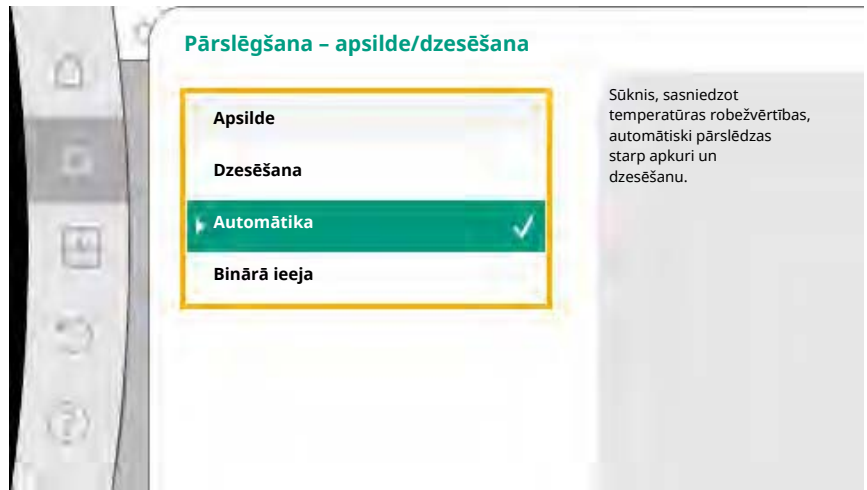 Pārslēgšana – apsilde/dzesēšana
Apsilde
Dzesēšana
Automātika
Binārā ieeja
Sūknis, sasniedzot
temperatūras robežvērtības,
automātiski pārslēdzas
starp apkuri un
dzesēšanu.